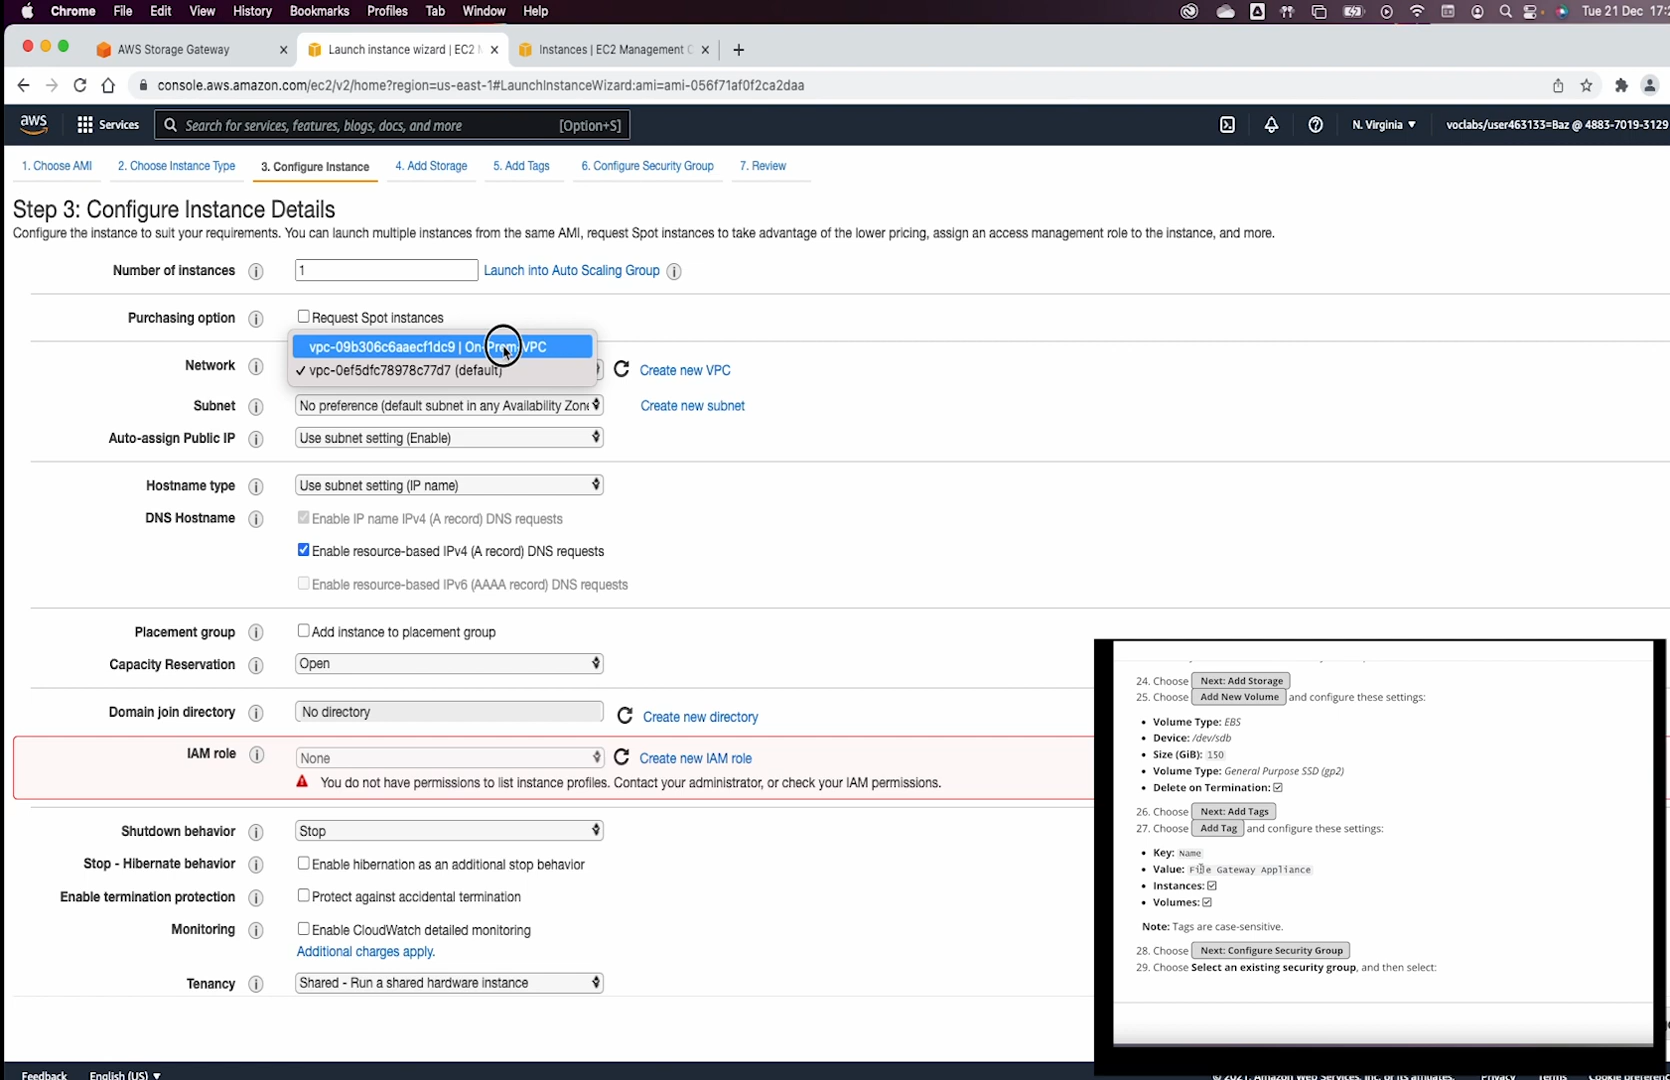 Chrome File Edit View History Bookmarks Profiles Tab Window Help
Tue 21 Dec 17:2
AWS Storage Gateway
Launch instance wizard | EC2 M
Instances | EC2 Management C
console.aws.amazon.com/ec2/v2/home?region=us-east-1#LaunchInstanceWizard:ami=ami-056f71af0f2ca2daa
aws
Services
Search for services, features, blogs, docs, and more
[Option+S]
N. Virginia
voclabs/user463133=Baz @ 4883-7019-3129
1. Choose AMI
2. Choose Instance Type
3. Configure Instance
4. Add Storage
5. Add Tags
6. Configure Security Group
7. Review
Step 3: Configure Instance Details
Configure the instance to suit your requirements. You can launch multiple instances from the same AMI, request Spot instances to take advantage of the lower pricing, assign an access management role to the instance, and more.
Number of instances
1
Launch into Auto Scaling Group
Purchasing option
Request Spot instances
vpc-09b306c6aaecf1dc9 | On-Prem-VPC
Network
✓ vpc-0ef5dfc78978c77d7 (default)
Create new VPC
Subnet
No preference (default subnet in any Availability Zone
Create new subnet
Auto-assign Public IP
Use subnet setting (Enable)
Hostname type
Use subnet setting (IP name)
DNS Hostname
Enable IP name IPv4 (A record) DNS requests
Enable resource-based IPv4 (A record) DNS requests
Enable resource-based IPv6 (AAAA record) DNS requests
Placement group
Add instance to placement group
Capacity Reservation
Open
Domain join directory
No directory
Create new directory
IAM role
None
Create new IAM role
You do not have permissions to list instance profiles. Contact your administrator, or check your IAM permissions.
Shutdown behavior
Stop
Stop - Hibernate behavior
Enable hibernation as an additional stop behavior
Enable termination protection
Protect against accidental termination
Monitoring
Enable CloudWatch detailed monitoring
Additional charges apply.
Tenancy
Shared - Run a shared hardware instance
24. Choose Next: Add Storage
25. Choose Add New Volume and configure these settings:
• Volume Type: EBS
• Device: /dev/sdb
• Size (GiB): 150
• Volume Type: General Purpose SSD (gp2)
• Delete on Termination: ☑
26. Choose Next: Add Tags
27. Choose Add Tag and configure these settings:
• Key: Name
• Value: File Gateway Appliance
• Instances: ☑
• Volumes: ☑
Note: Tags are case-sensitive.
28. Choose Next: Configure Security Group
29. Choose Select an existing security group, and then select:
Feedback
English (US)
© 2021, Amazon Web Services, Inc. or its affiliates.
Privacy
Terms
Cookie preferences